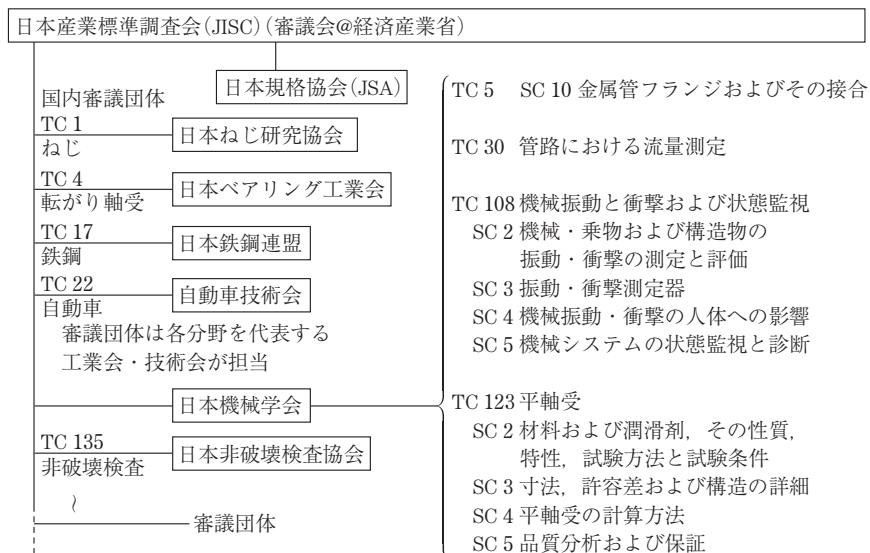 日本産業標準調査会(JISC)(審議会@経済産業省)
日本規格協会(JSA)
国内審議団体
TC 1
ねじ
日本ねじ研究協会
TC 4
転がり軸受
日本ベアリング工業会
TC 17
鉄鋼
日本鉄鋼連盟
TC 22
自動車
自動車技術会
審議団体は各分野を代表する
工業会・技術会が担当
日本機械学会
TC 135
非破壊検査
日本非破壊検査協会
〜
審議団体
TC 5 SC 10 金属管フランジおよびその接合
TC 30 管路における流量測定
TC 108 機械振動と衝撃および状態監視
SC 2 機械・乗物および構造物の
振動・衝撃の測定と評価
SC 3 振動・衝撃測定器
SC 4 機械振動・衝撃の人体への影響
SC 5 機械システムの状態監視と診断
TC 123 平軸受
SC 2 材料および潤滑剤，その性質，
特性，試験方法と試験条件
SC 3 寸法，許容差および構造の詳細
SC 4 平軸受の計算方法
SC 5 品質分析および保証